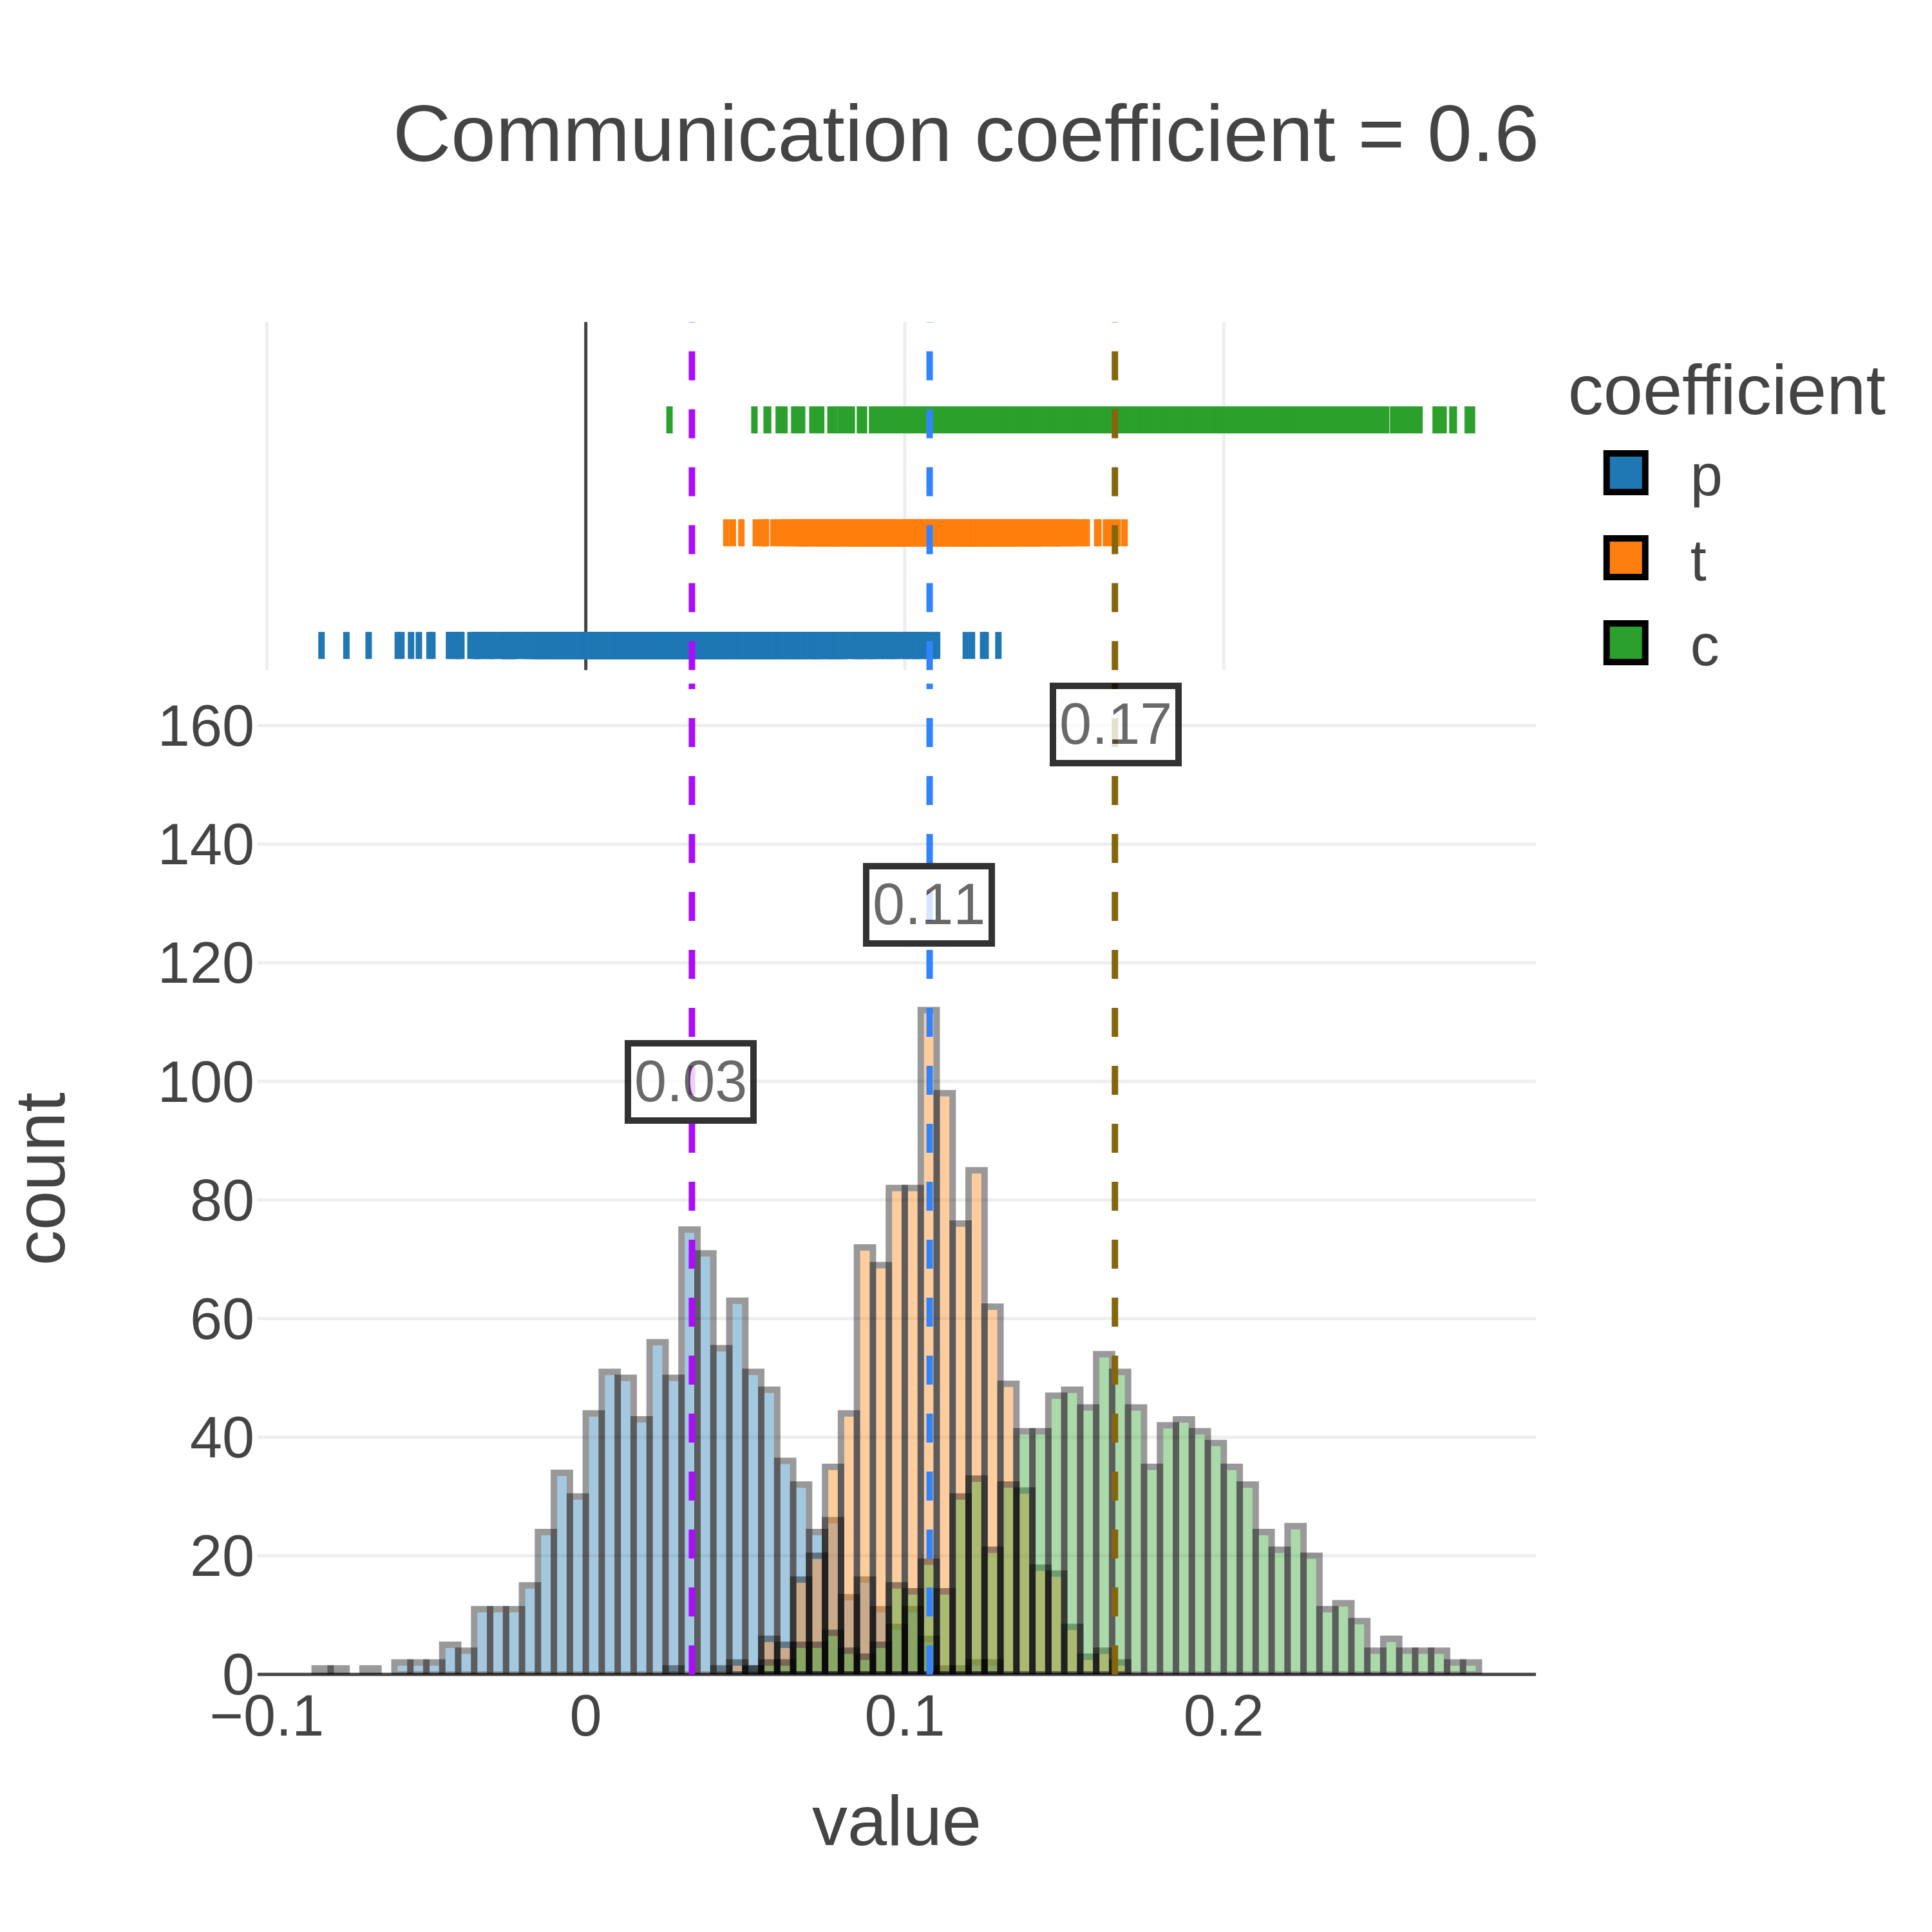 Communication coefficient = 0.6
coefficient
p
t
c
0.17
0.11
0.03
160
140
120
100
80
60
40
20
0
count
−0.1
0
0.1
0.2
value